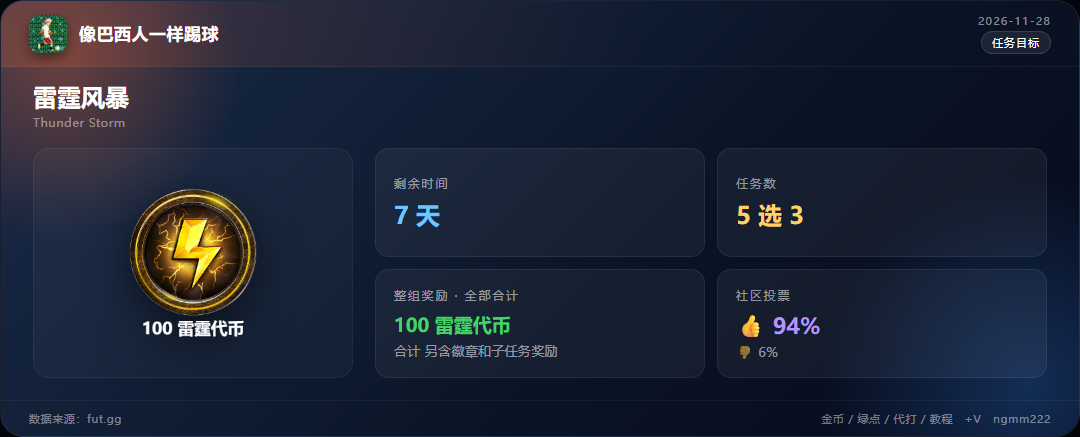 像巴西人一样踢球
2026-11-28
任务目标
雷霆风暴
Thunder Storm
100 雷霆代币
剩余时间
7 天
任务数
5 选 3
整组奖励 · 全部合计
100 雷霆代币
合计 另含徽章和子任务奖励
社区投票
👍 94%
👎 6%
数据来源：fut.gg
金币 / 绿点 / 代打 / 教程 +V ngmm222